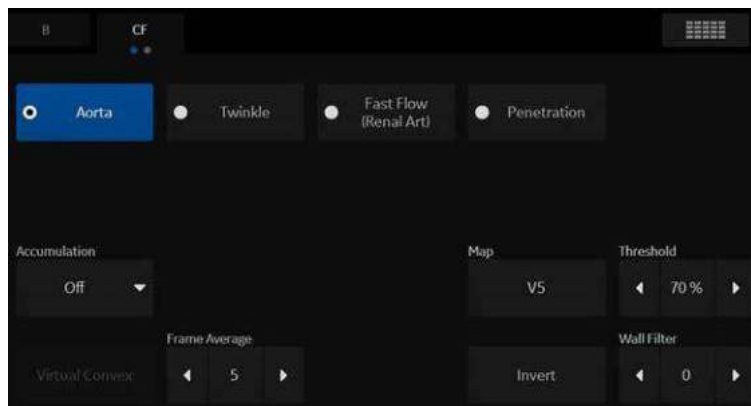 B
CF
Aorta
Twinkle
Fast Flow
(Renal Art)
Penetration
Accumulation
Map
Threshold
Off
V5
70 %
Frame Average
Wall Filter
Virtual Convex
5
Invert
0